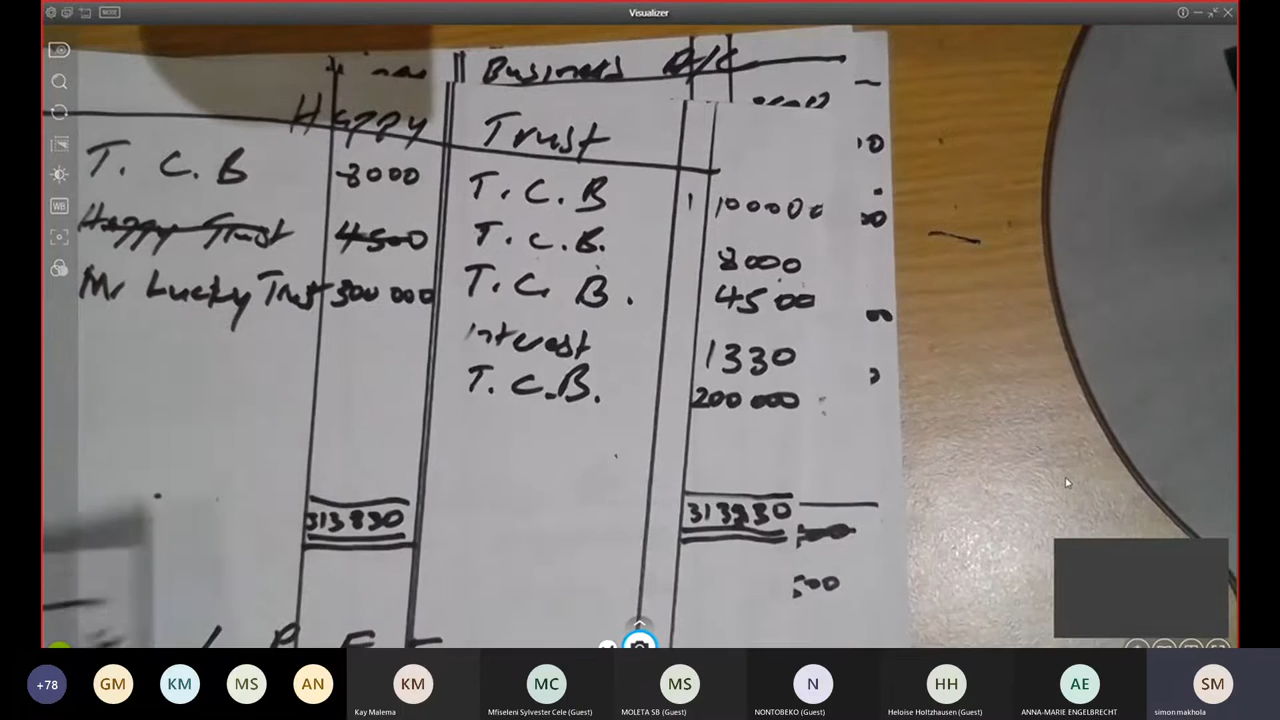 Visualizer
Business A/C
Happy Trust
T. C. B 8000
T. C. B 100000
Happy Trust 4500
T. C. B. 8000
Mr Lucky Trust 300 000
T. C. B. 4500
Interest 1330
T. C. B. 200 000
313830
313830
+78
GM
KM
MS
AN
KM
Kay Malema
MC
Mfiseleni Sylvester Cele (Guest)
MS
MOLETA SB (Guest)
N
NONTOBEKO (Guest)
HH
Heloise Holtzhausen (Guest)
AE
ANNA-MARIE ENGELBRECHT
SM
simon makhola